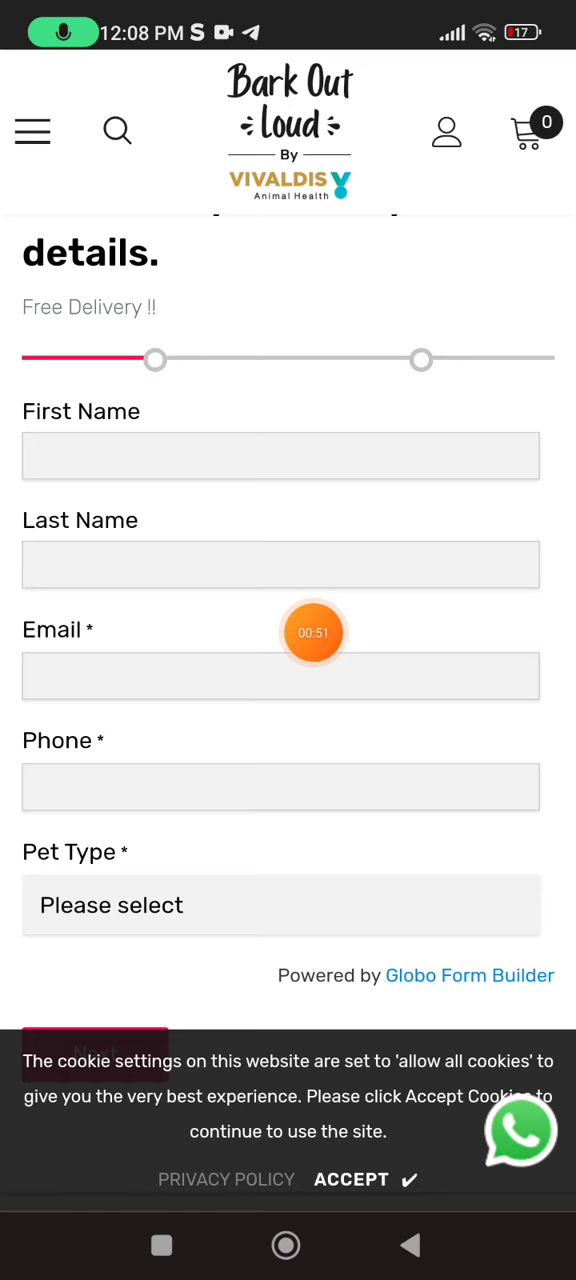 12:08 PM S 17
Bark Out
Loud
By
VIVALDIS
Animal Health
0
details.
Free Delivery !!
First Name
Last Name
Email *
00:51
Phone *
Pet Type *
Please select
Powered by Globo Form Builder
Next
The cookie settings on this website are set to 'allow all cookies' to
give you the very best experience. Please click Accept Cookies to
continue to use the site.
PRIVACY POLICY ACCEPT ✔